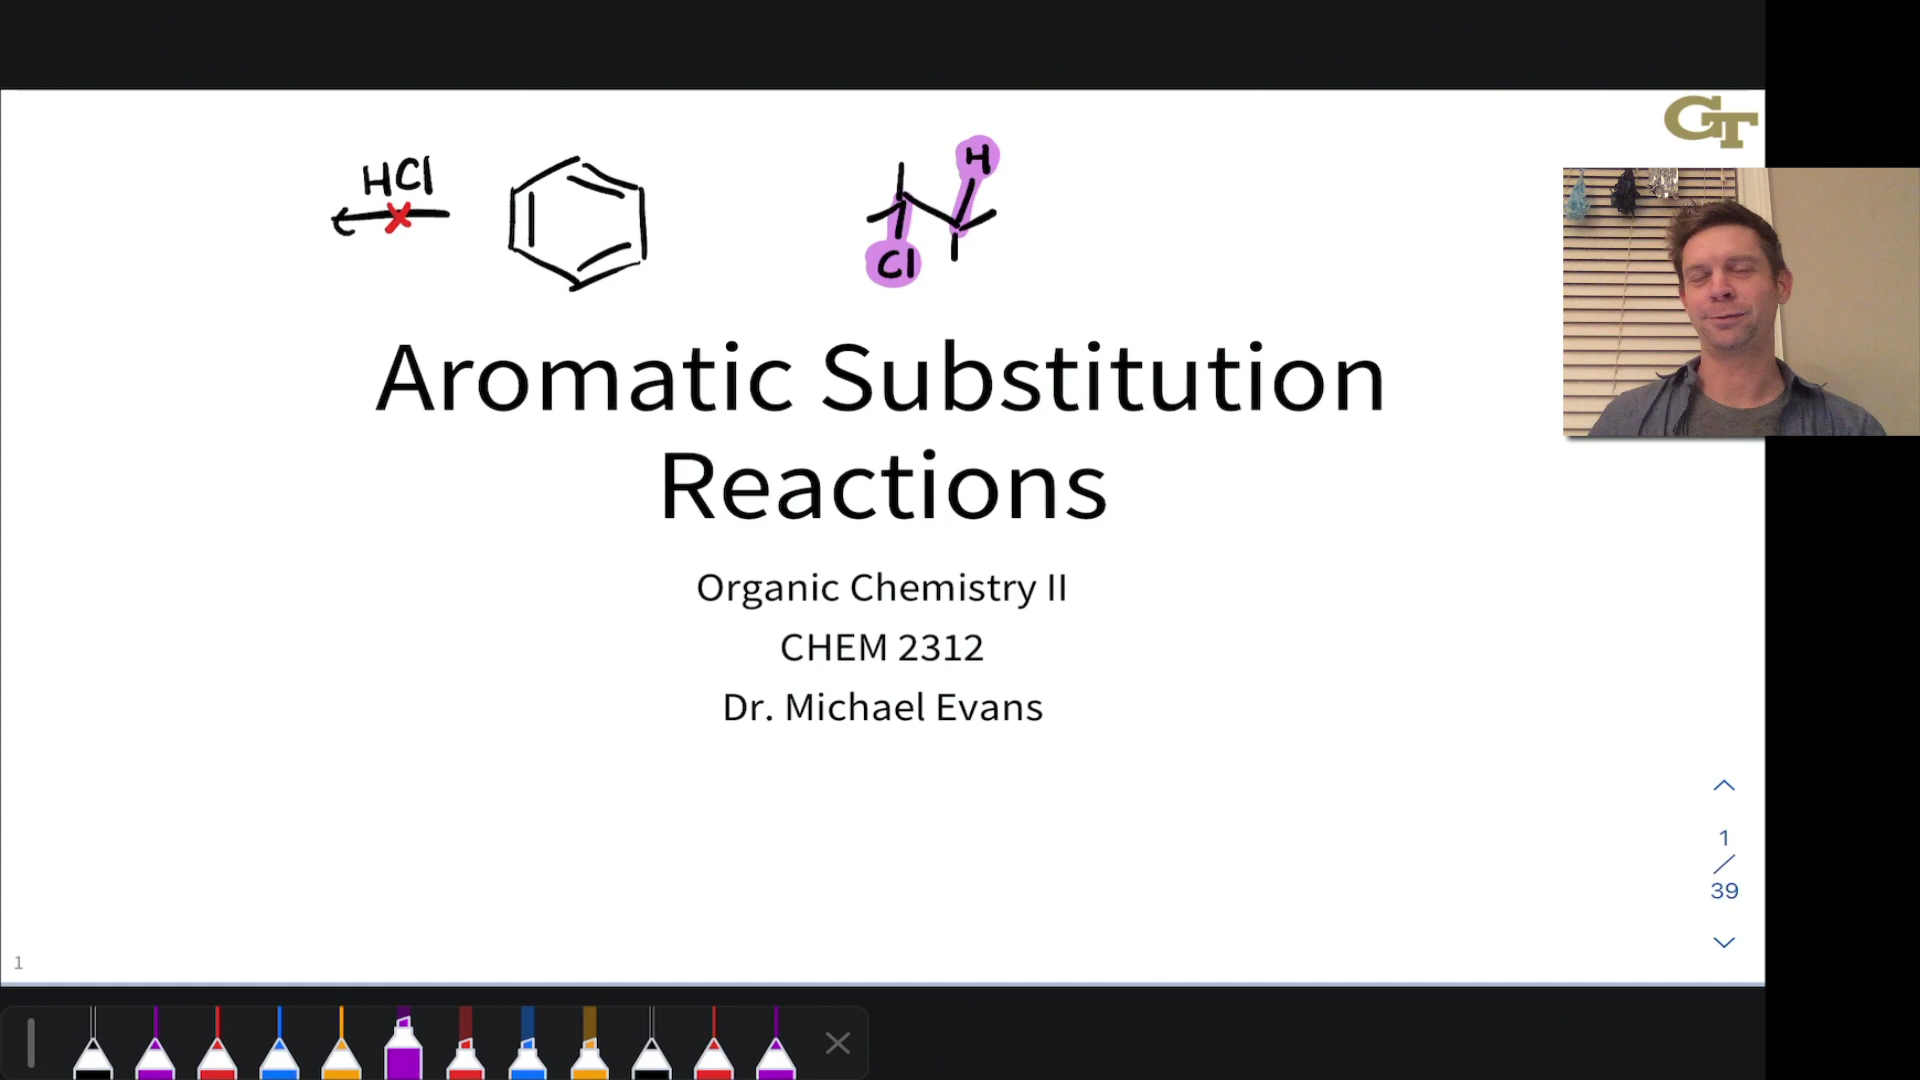 GT
HCl
H
Cl
Aromatic Substitution
Reactions
Organic Chemistry II
CHEM 2312
Dr. Michael Evans
1
/
39
1